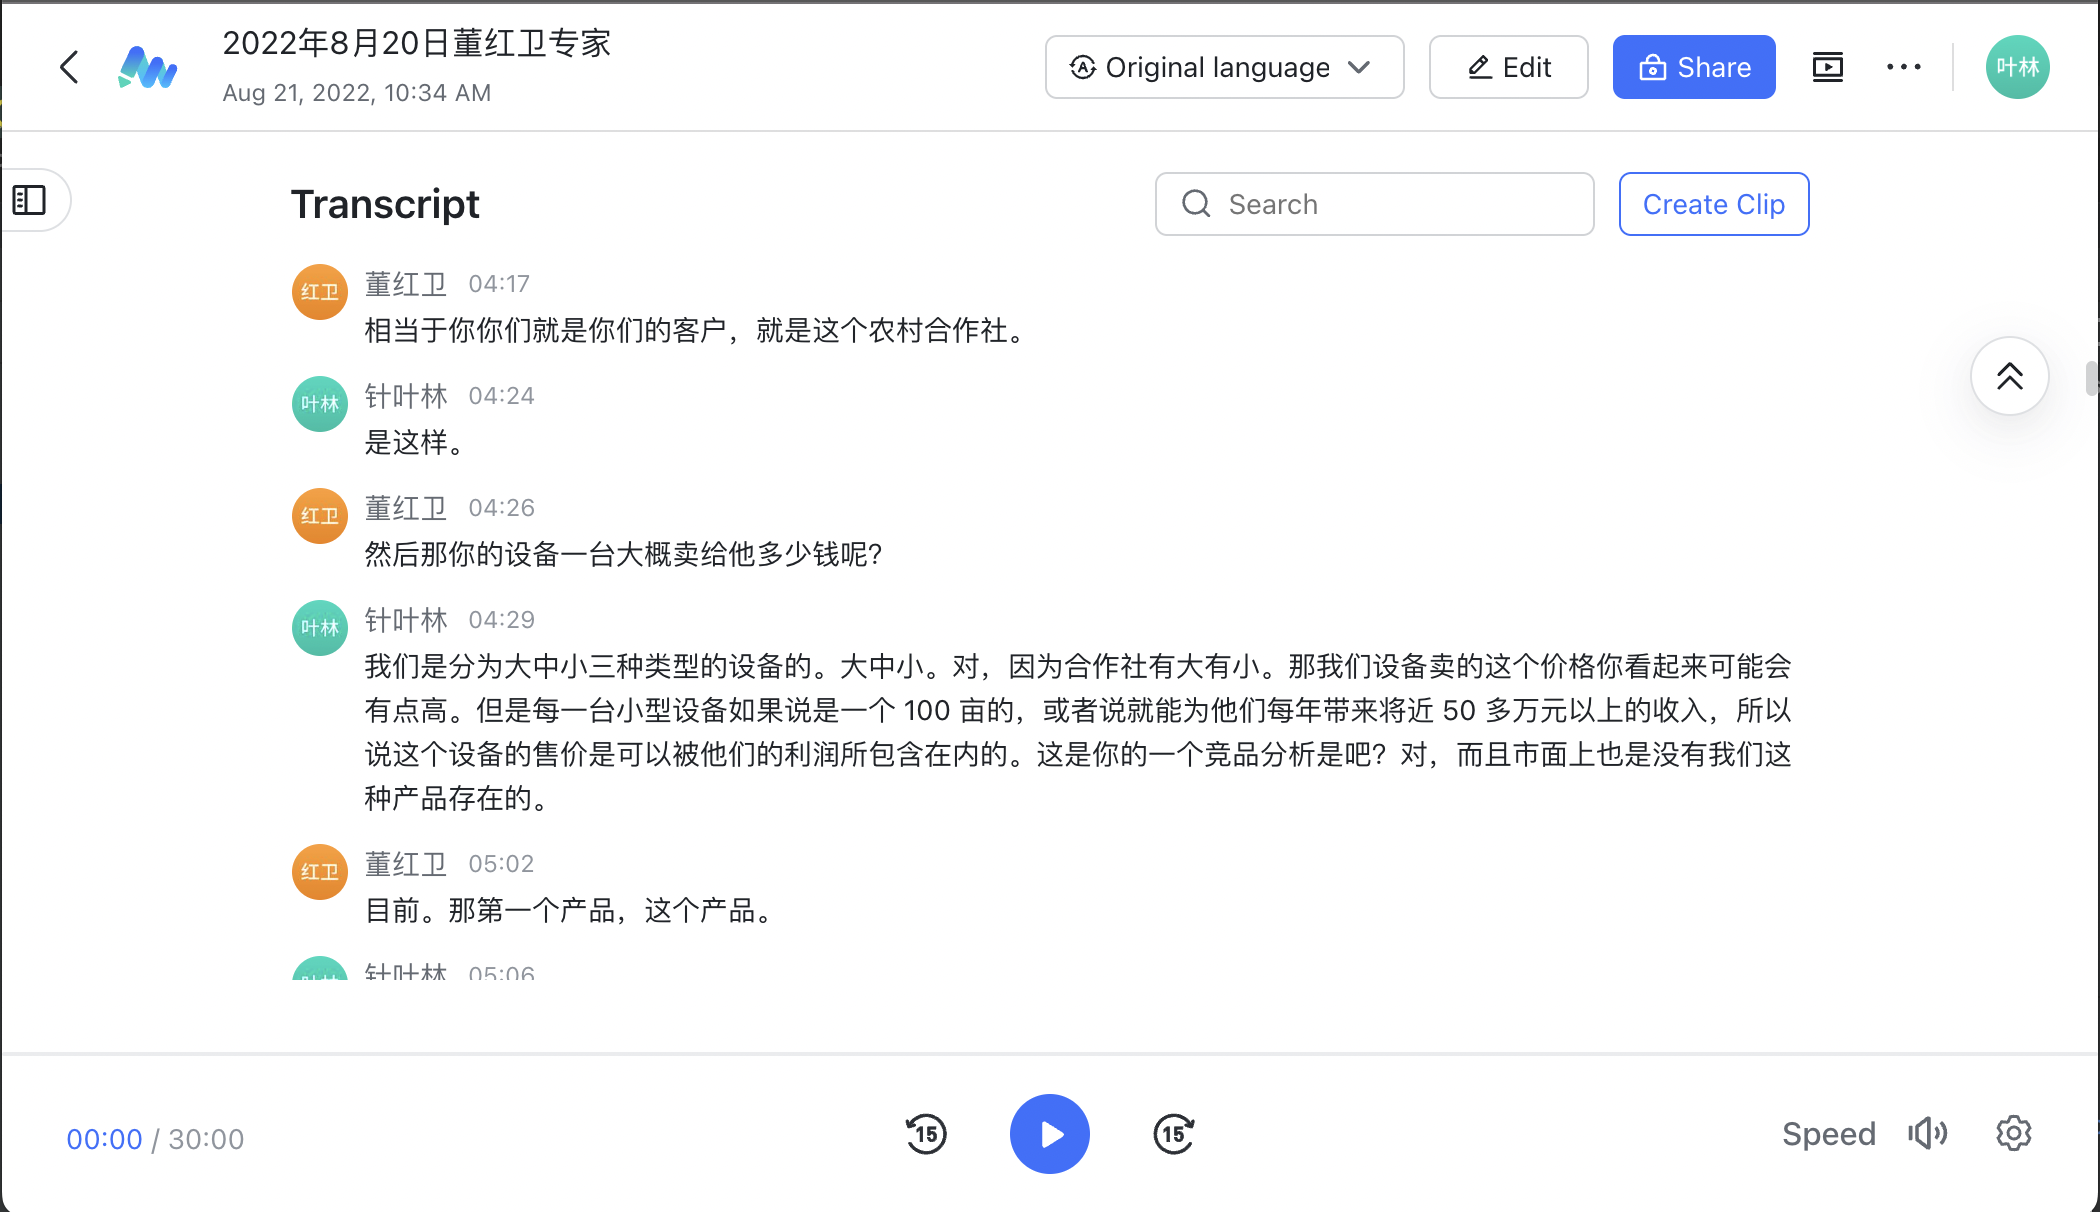 2022年8月20日董红卫专家
Aug 21, 2022, 10:34 AM
Original language
Edit
Share
叶林
Transcript
Search
Create Clip
红卫
董红卫 04:17
相当于你你们就是你们的客户，就是这个农村合作社。
叶林
针叶林 04:24
是这样。
红卫
董红卫 04:26
然后那你的设备一台大概卖给他多少钱呢？
叶林
针叶林 04:29
我们是分为大中小三种类型的设备的。大中小。对，因为合作社有大有小。那我们设备卖的这个价格你看起来可能会
有点高。但是每一台小型设备如果说是一个 100 亩的，或者说就能为他们每年带来将近 50 多万元以上的收入，所以
说这个设备的售价是可以被他们的利润所包含在内的。这是你的一个竞品分析是吧？对，而且市面上也是没有我们这
种产品存在的。
红卫
董红卫 05:02
目前。那第一个产品，这个产品。
叶林
针叶林 05:06
00:00 / 30:00
15
15
Speed